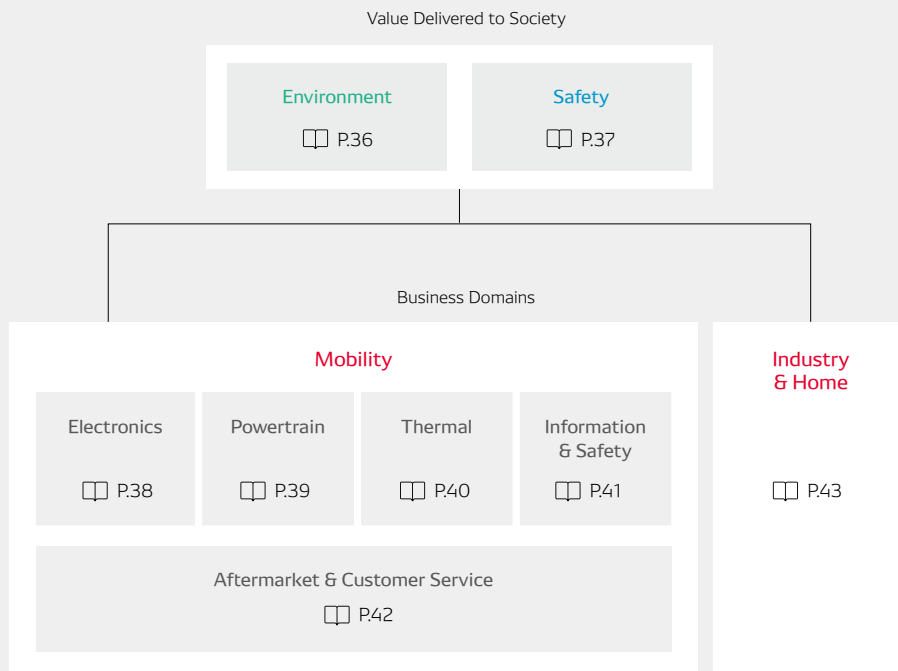 Value Delivered to Society
Environment
P.36
Safety
P.37
Business Domains
Mobility
Electronics
P.38
Powertrain
P.39
Thermal
P.40
Information
& Safety
P.41
Aftermarket & Customer Service
P.42
Industry
& Home
P.43